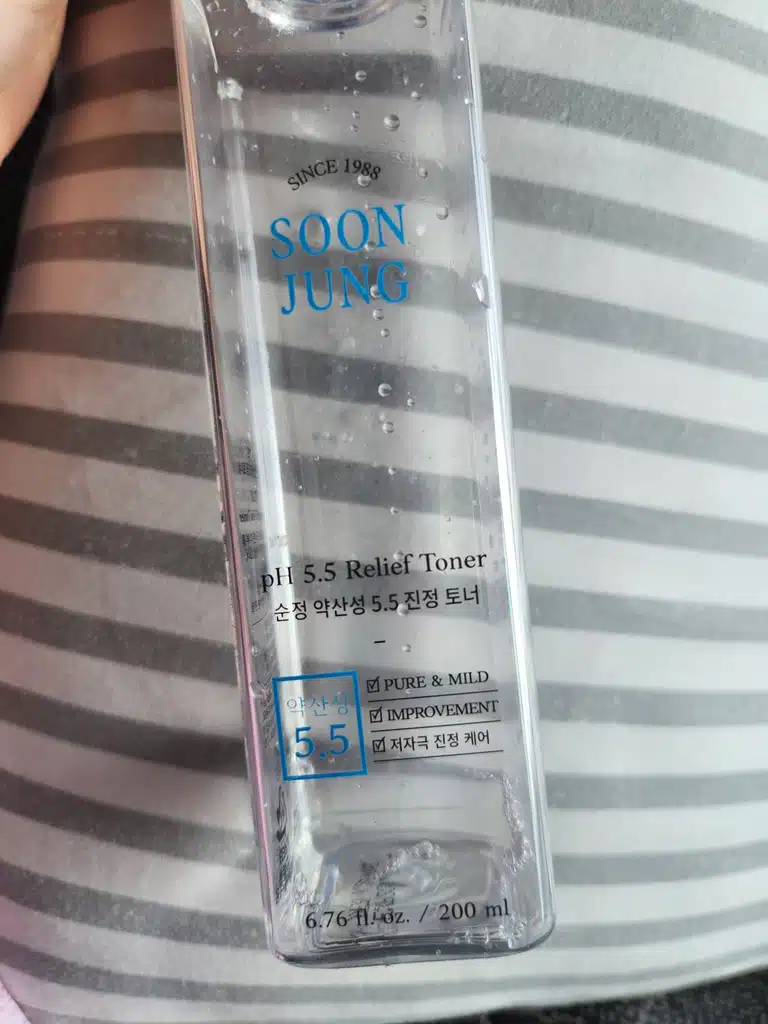 SINCE 1988
SOON
JUNG
pH 5.5 Relief Toner
순정 약산성 5.5 진정 토너
약산성
5.5
☑ PURE & MILD
☑ IMPROVEMENT
☑ 저자극 진정 케어
6.76 fl. oz. / 200 ml